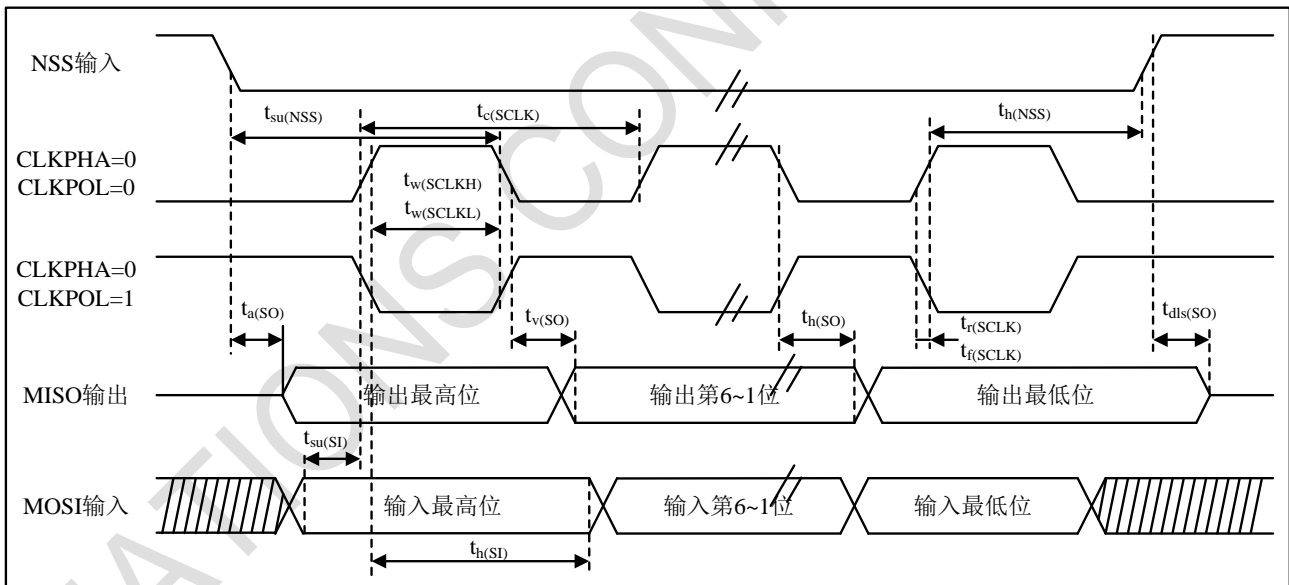 NSS输入
tsu(NSS)
tc(SCLK)
th(NSS)
CLKPHA=0
CLKPOL=0
tw(SCLKH)
tw(SCLKL)
CLKPHA=0
CLKPOL=1
ta(SO)
tv(SO)
th(SO)
tr(SCLK)
tf(SCLK)
tdls(SO)
MISO输出
输出最高位
输出第6~1位
输出最低位
tsu(SI)
MOSI输入
输入最高位
输入第6~1位
输入最低位
th(SI)
ATIONS CON